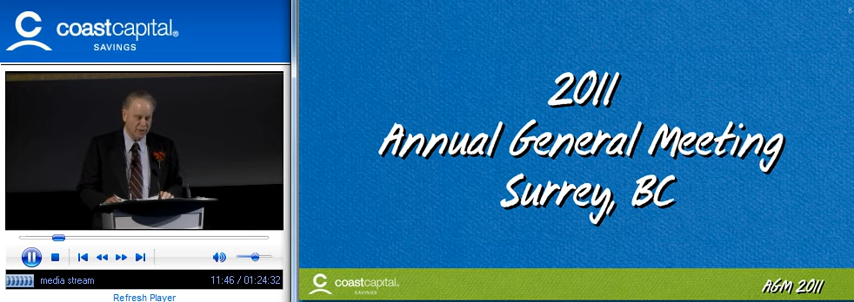 coastcapital®
SAVINGS
media stream
11:46 / 01:24:32
Refresh Player
2011
Annual General Meeting
Surrey, BC
coastcapital®
SAVINGS
AGM 2011